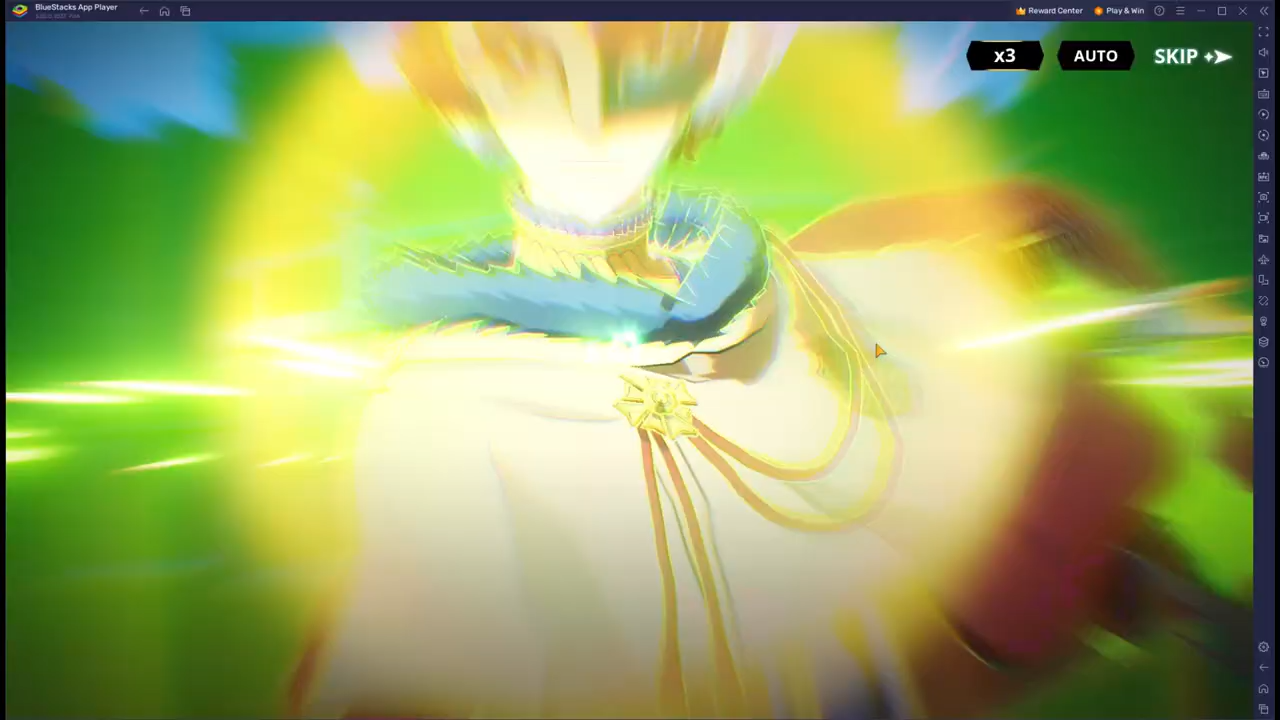 BlueStacks App Player
Reward Center
Play & Win
x3
AUTO
SKIP